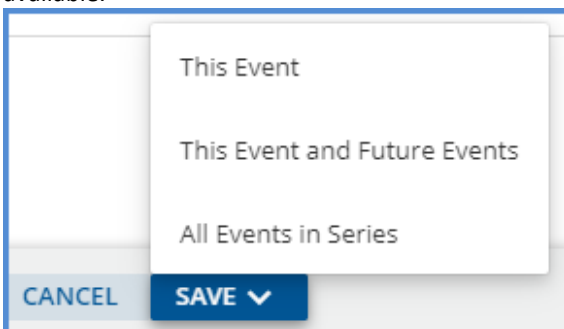 available.
This Event
This Event and Future Events
All Events in Series
CANCEL SAVE